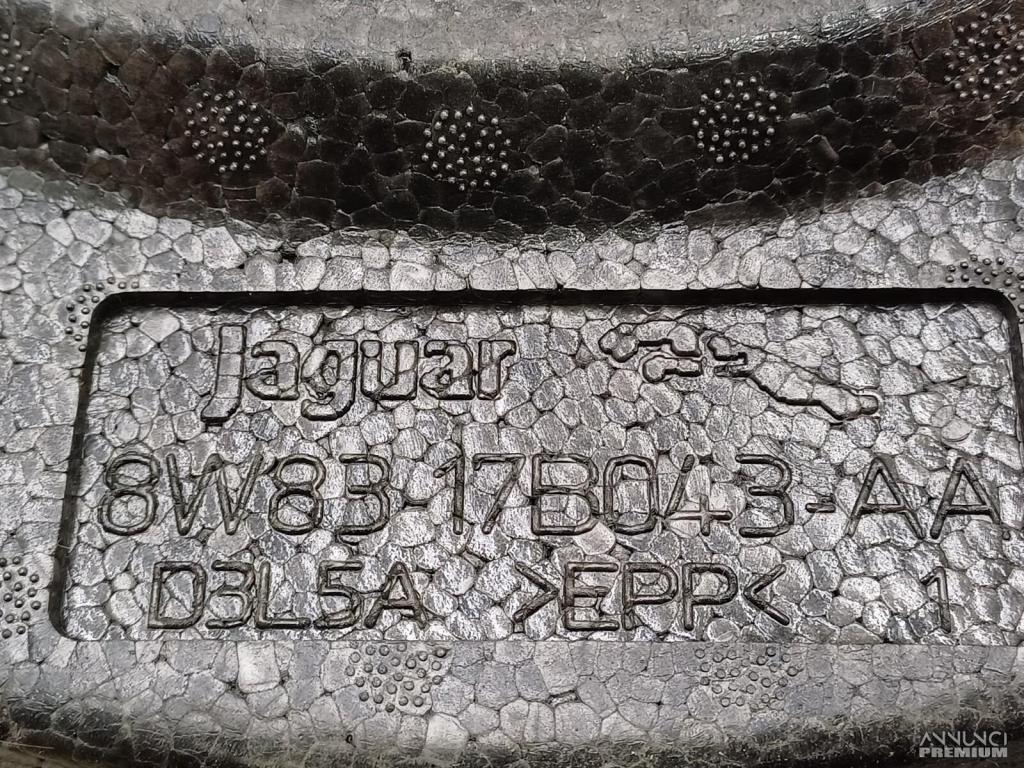 Jaguar
8W83-17B043-AA
D3L5A >EPP< 1
ANNUNCI
PREMIUM